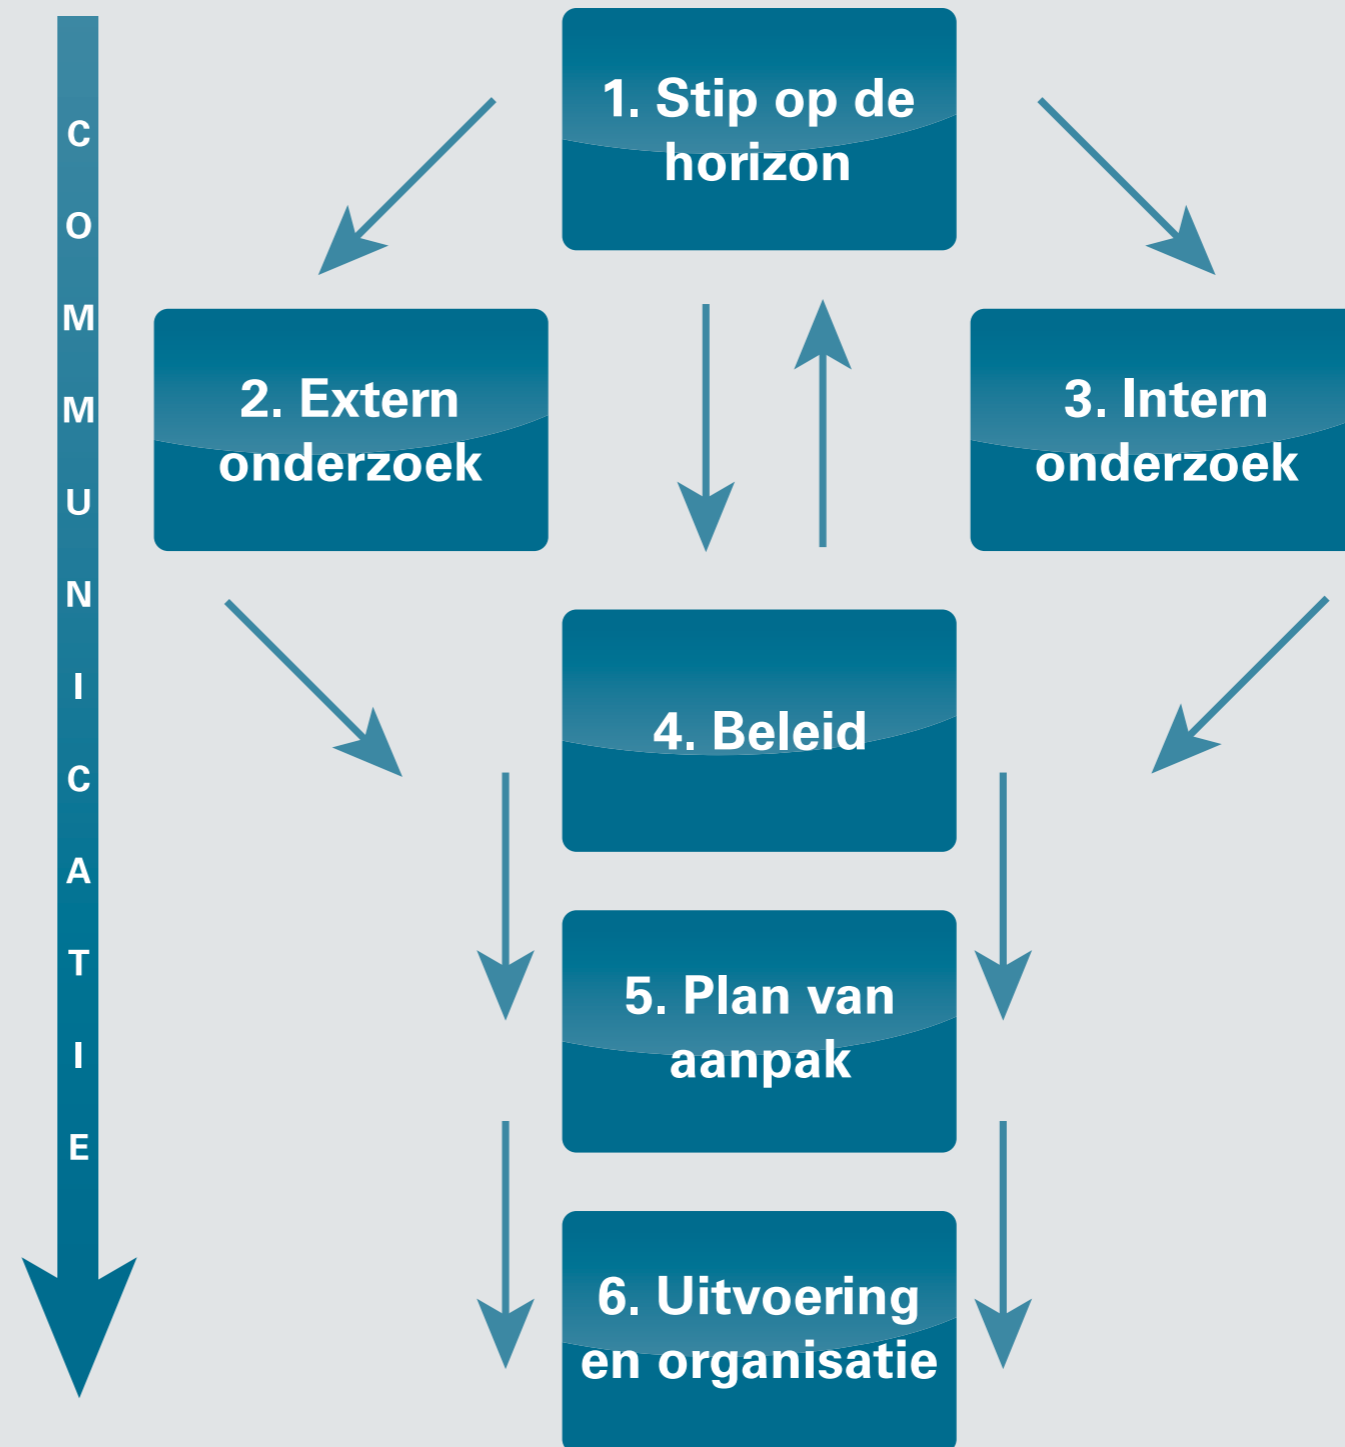 COMMUNICATIE
1. Stip op de
horizon
2. Extern
onderzoek
3. Intern
onderzoek
4. Beleid
5. Plan van
aanpak
6. Uitvoering
en organisatie